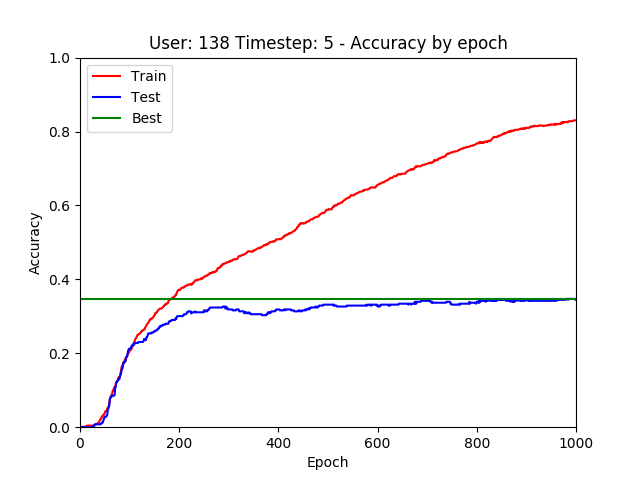 User: 138 Timestep: 5 - Accuracy by epoch
1.0
0.8
0.6
0.4
0.2
0.0
Accuracy
Train
Test
Best
0 200 400 600 800 1000
Epoch